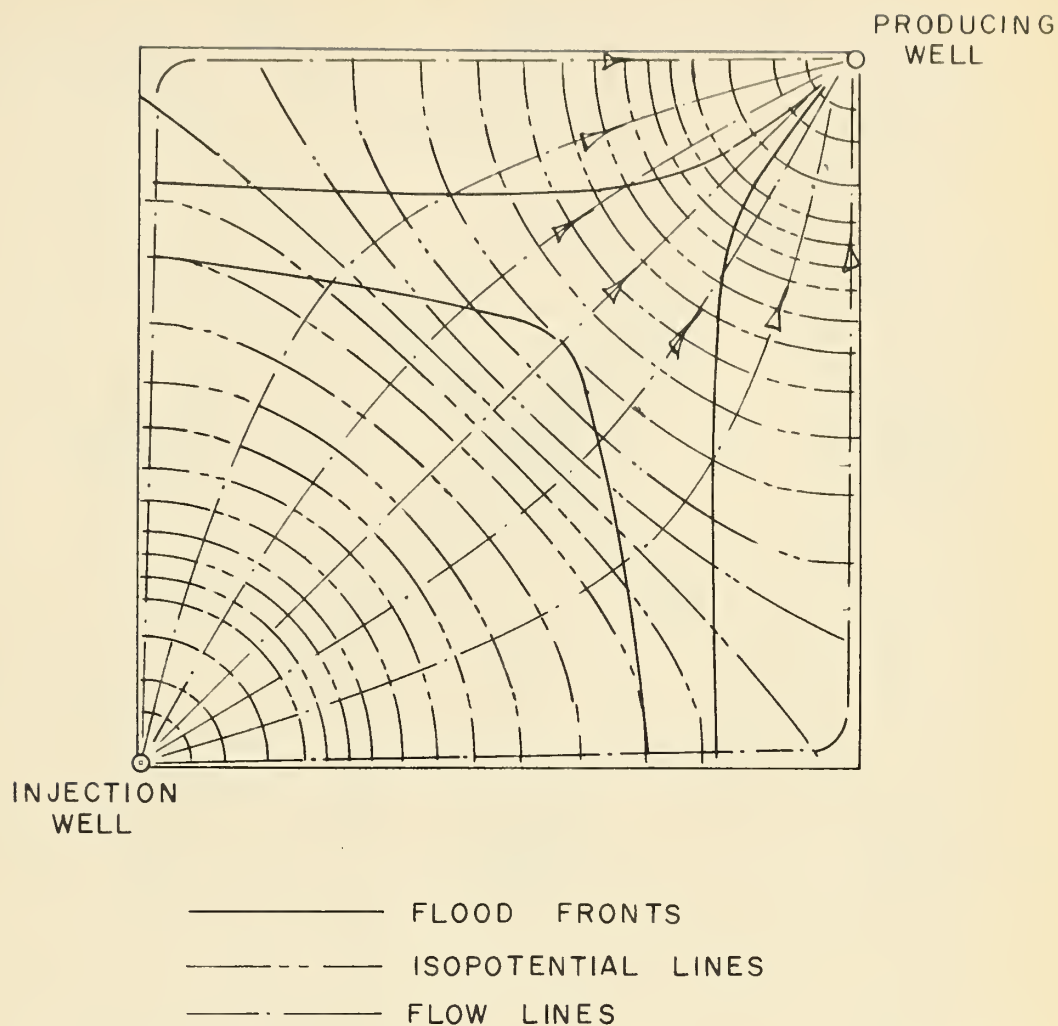 PRODUCING
WELL
INJECTION
WELL
FLOOD FRONTS
ISOPOTENTIAL LINES
FLOW LINES